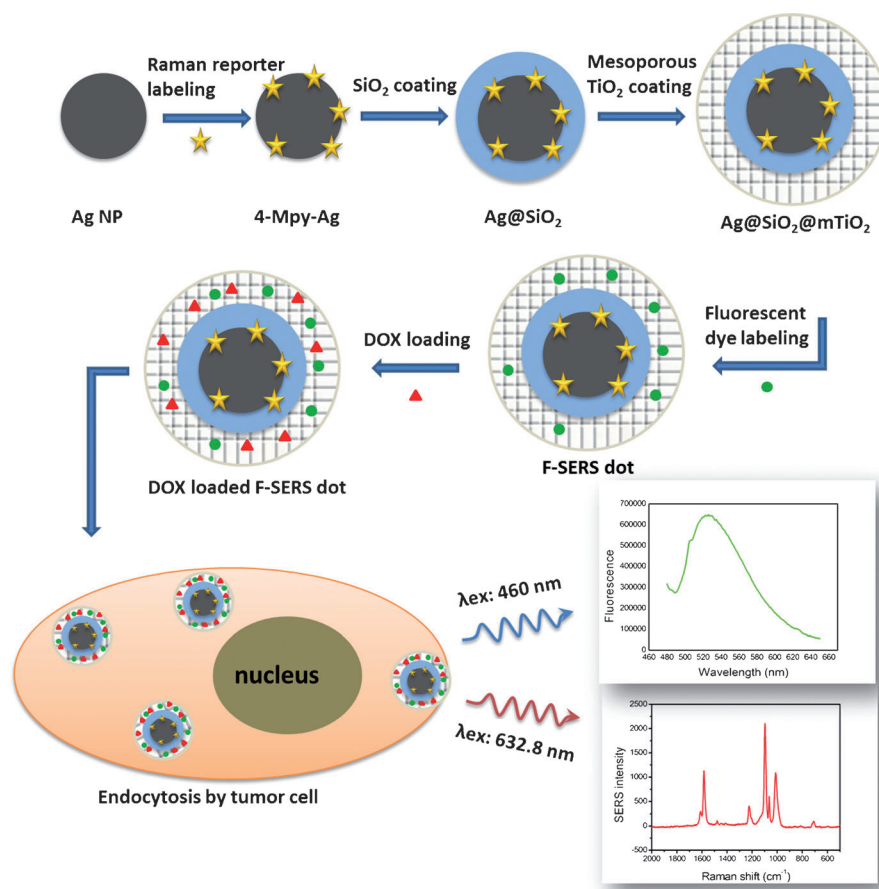 Raman reporter
labeling
SiO₂ coating
Mesoporous
TiO₂ coating
Ag NP
4-Mpy-Ag
Ag@SiO₂
Ag@SiO₂@mTiO₂
DOX loading
Fluorescent
dye labeling
DOX loaded F-SERS dot
F-SERS dot
nucleus
Endocytosis by tumor cell
λex: 460 nm
λex: 632.8 nm
Fluorescence
700000
600000
500000
400000
300000
200000
100000
0
460 480 500 520 540 560 580 600 620 640 660
Wavelength (nm)
SERS intensity
2500
2000
1500
1000
500
0
-500
2000 1800 1600 1400 1200 1000 800 600
Raman shift (cm⁻¹)